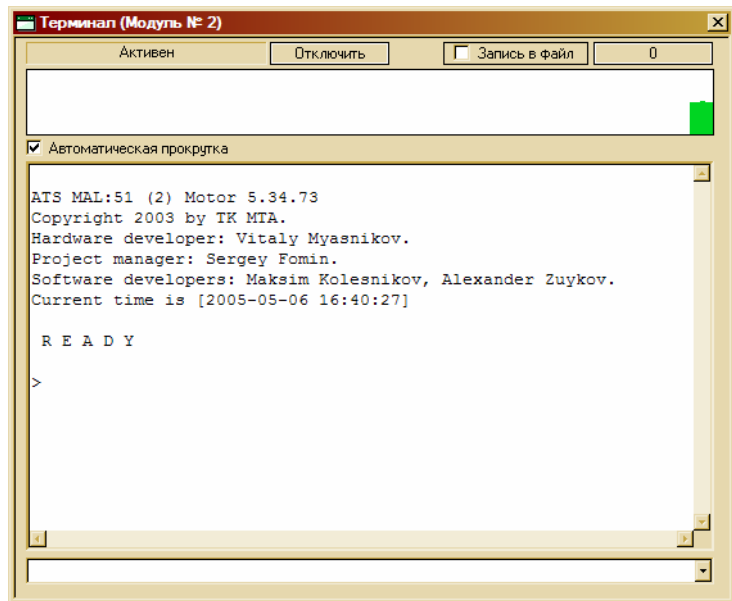 Терминал (Модуль № 2)
Активен Отключить Запись в файл 0
Автоматическая прокрутка
ATS MAL:51 (2) Motor 5.34.73
Copyright 2003 by TK MTA.
Hardware developer: Vitaly Myasnikov.
Project manager: Sergey Fomin.
Software developers: Maksim Kolesnikov, Alexander Zuykov.
Current time is [2005-05-06 16:40:27]
R E A D Y
>